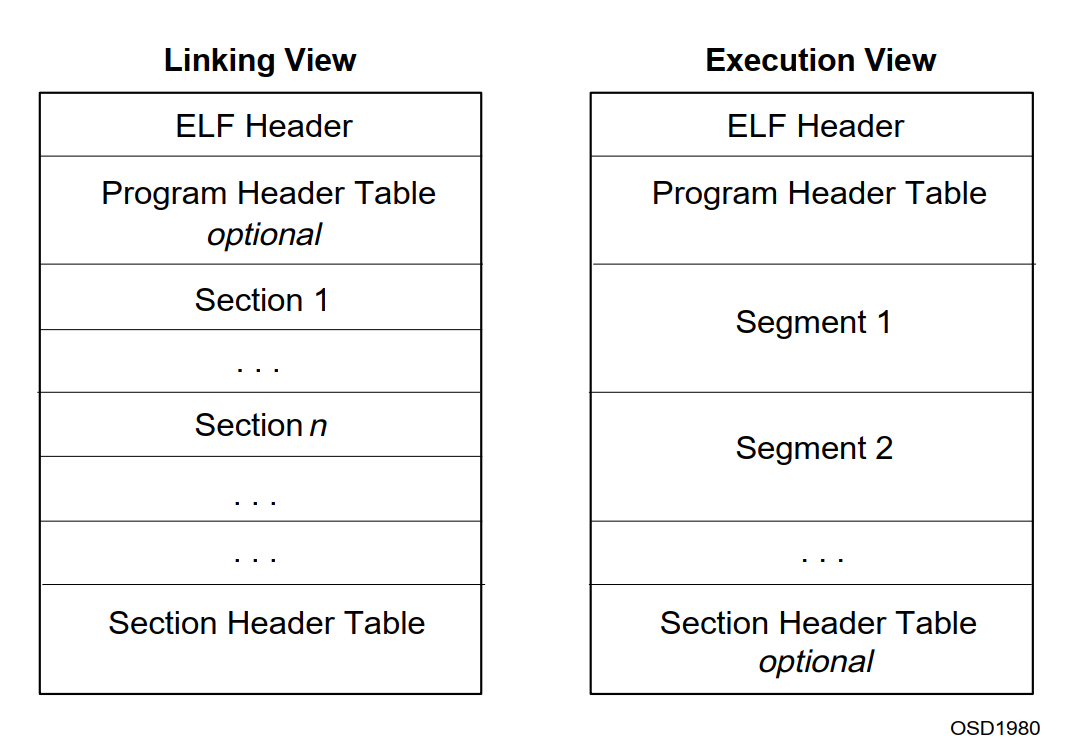 Linking View
ELF Header
Program Header Table
optional
Section 1
. . .
Section n
. . .
. . .
Section Header Table
Execution View
ELF Header
Program Header Table
Segment 1
Segment 2
. . .
Section Header Table
optional
OSD1980